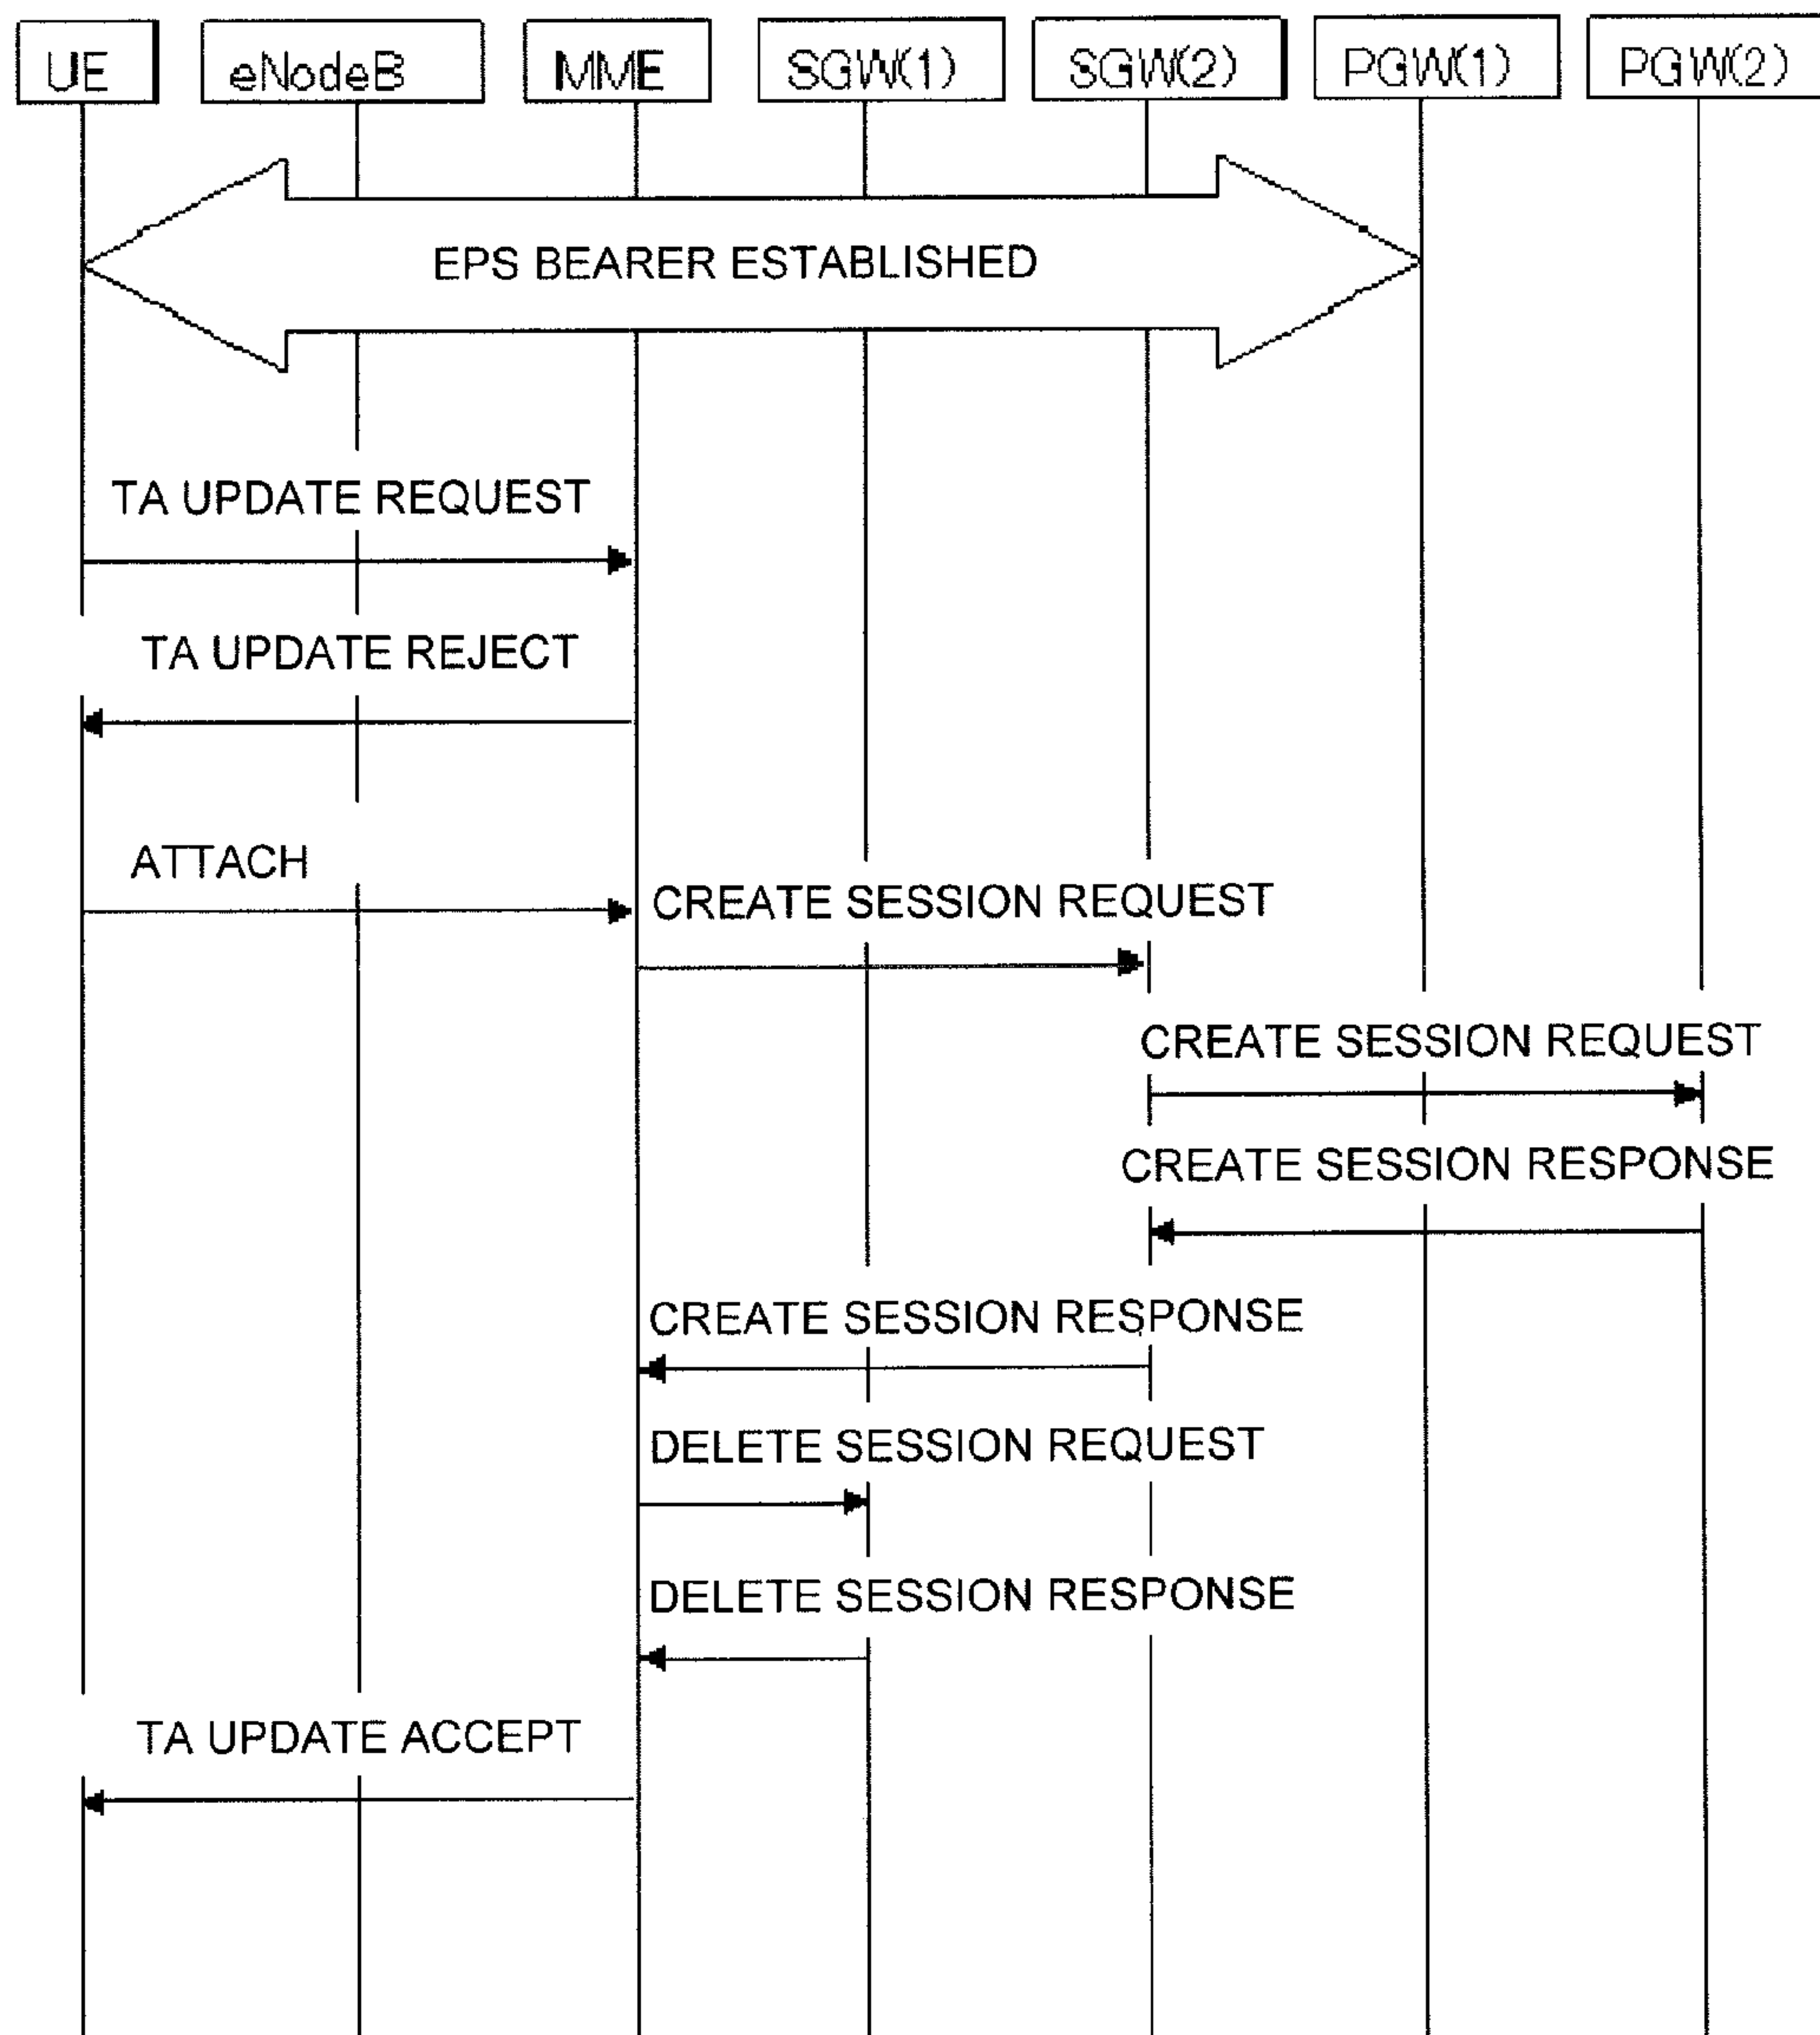 UE
eNodeB
MME
SGW(1)
SGW(2)
PGW(1)
PGW(2)
EPS BEARER ESTABLISHED
TA UPDATE REQUEST
TA UPDATE REJECT
ATTACH
CREATE SESSION REQUEST
CREATE SESSION REQUEST
CREATE SESSION RESPONSE
CREATE SESSION RESPONSE
DELETE SESSION REQUEST
DELETE SESSION RESPONSE
TA UPDATE ACCEPT